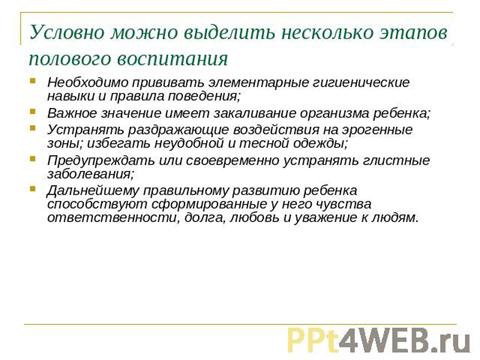 Условно можно выделить несколько этапов
полового воспитания
Необходимо прививать элементарные гигиенические
навыки и правила поведения;
Важное значение имеет закаливание организма ребенка;
Устранять раздражающие воздействия на эрогенные
зоны; избегать неудобной и тесной одежды;
Предупреждать или своевременно устранять глистные
заболевания;
Дальнейшему правильному развитию ребенка
способствуют сформированные у него чувства
ответственности, долга, любовь и уважение к людям.
PPt4WEB.ru